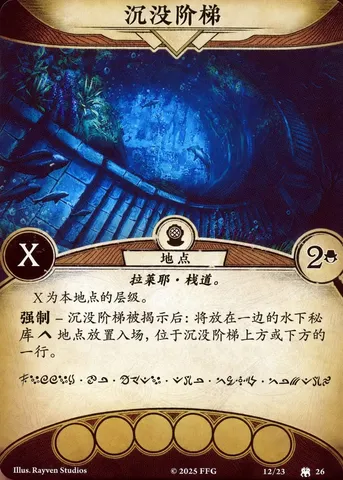 沉没阶梯
X
地点
2
拉莱耶·栈道。
X为本地点的层级。
强制 – 沉没阶梯被揭示后：将放在一边的水下秘
库 地点放置入场，位于沉没阶梯上方或下方的
一行。
Illus. Rayven Studios
© 2025 FFG
12/23
26